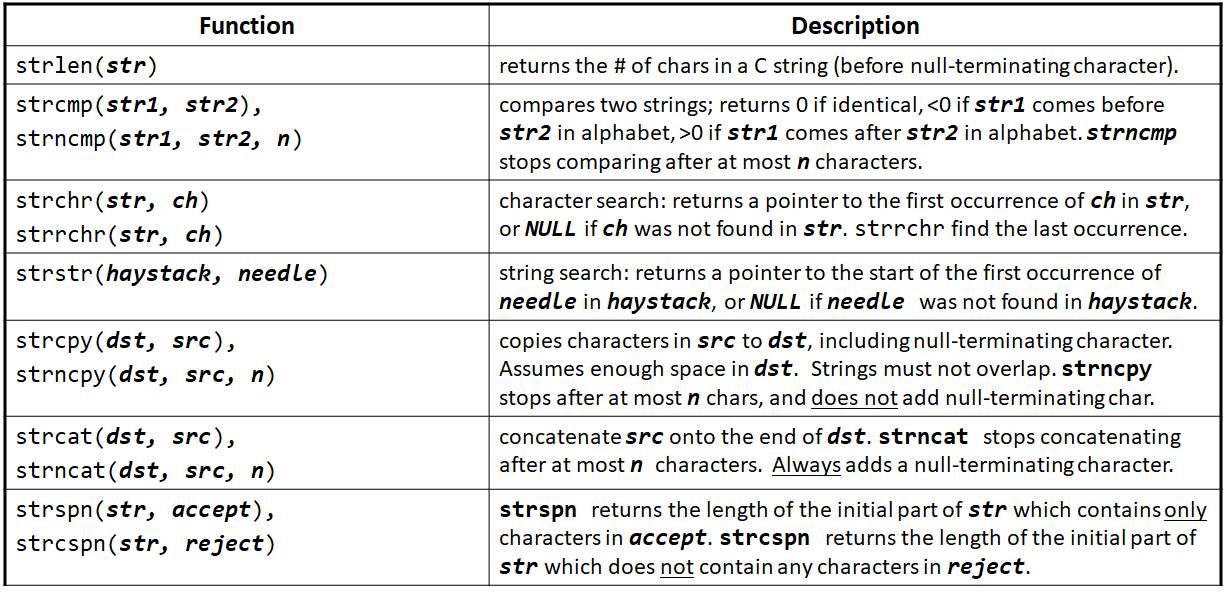 Function Description
strlen(str) returns the # of chars in a C string (before null-terminating character).
strcmp(str1, str2),
strncmp(str1, str2, n)
compares two strings; returns 0 if identical, <0 if str1 comes before
str2 in alphabet, >0 if str1 comes after str2 in alphabet. strncmp
stops comparing after at most n characters.
strchr(str, ch)
strrchr(str, ch)
character search: returns a pointer to the first occurrence of ch in str,
or NULL if ch was not found in str. strrchr find the last occurrence.
strstr(haystack, needle)
string search: returns a pointer to the start of the first occurrence of
needle in haystack, or NULL if needle was not found in haystack.
strcpy(dst, src),
strncpy(dst, src, n)
copies characters in src to dst, including null-terminating character.
Assumes enough space in dst. Strings must not overlap. strncpy
stops after at most n chars, and does not add null-terminating char.
strcat(dst, src),
strncat(dst, src, n)
concatenate src onto the end of dst. strncat stops concatenating
after at most n characters. Always adds a null-terminating character.
strspn(str, accept),
strcspn(str, reject)
strspn returns the length of the initial part of str which contains only
characters in accept. strcspn returns the length of the initial part of
str which does not contain any characters in reject.